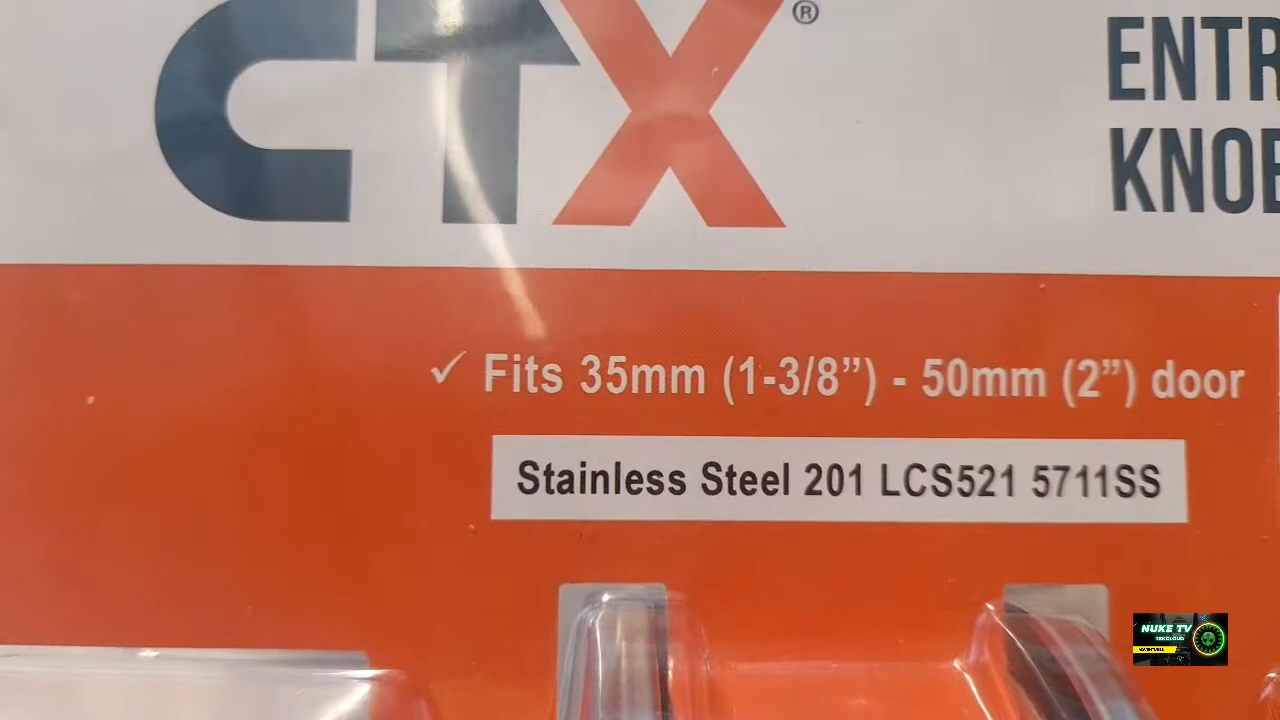 CTX®
ENTR
KNOB
✓ Fits 35mm (1-3/8”) - 50mm (2”) door
Stainless Steel 201 LCS521 5711SS
NUKE TV